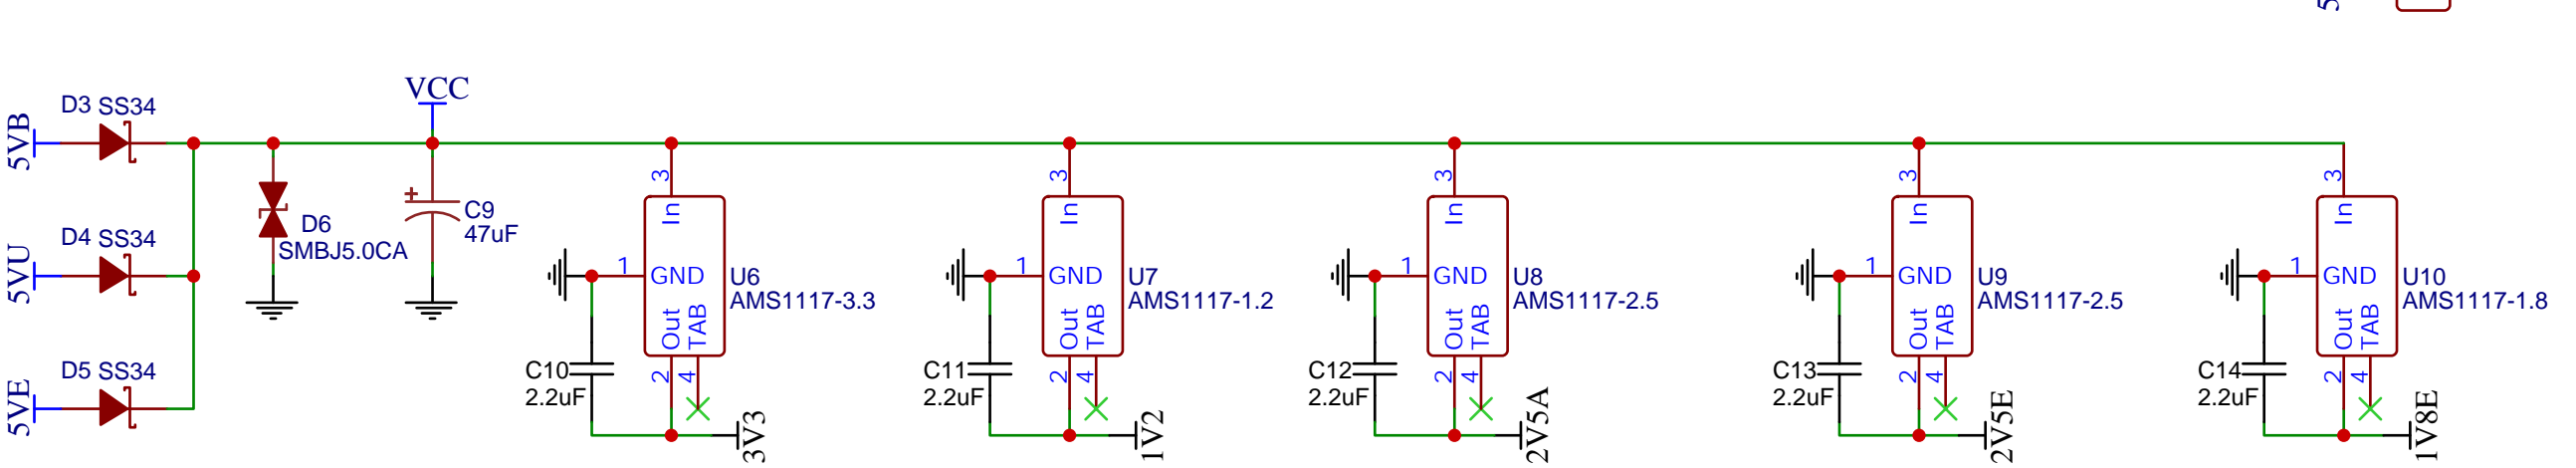 5
VCC
5VB
D3 SS34
5VU
D4 SS34
5VE
D5 SS34
D6
SMBJ5.0CA
+
C9
47uF
3
In
1
GND
Out
TAB
2
4
U6
AMS1117-3.3
C10
2.2uF
3V3
3
In
1
GND
Out
TAB
2
4
U7
AMS1117-1.2
C11
2.2uF
1V2
3
In
1
GND
Out
TAB
2
4
U8
AMS1117-2.5
C12
2.2uF
2V5A
3
In
1
GND
Out
TAB
2
4
U9
AMS1117-2.5
C13
2.2uF
2V5E
3
In
1
GND
Out
TAB
2
4
U10
AMS1117-1.8
C14
2.2uF
1V8E